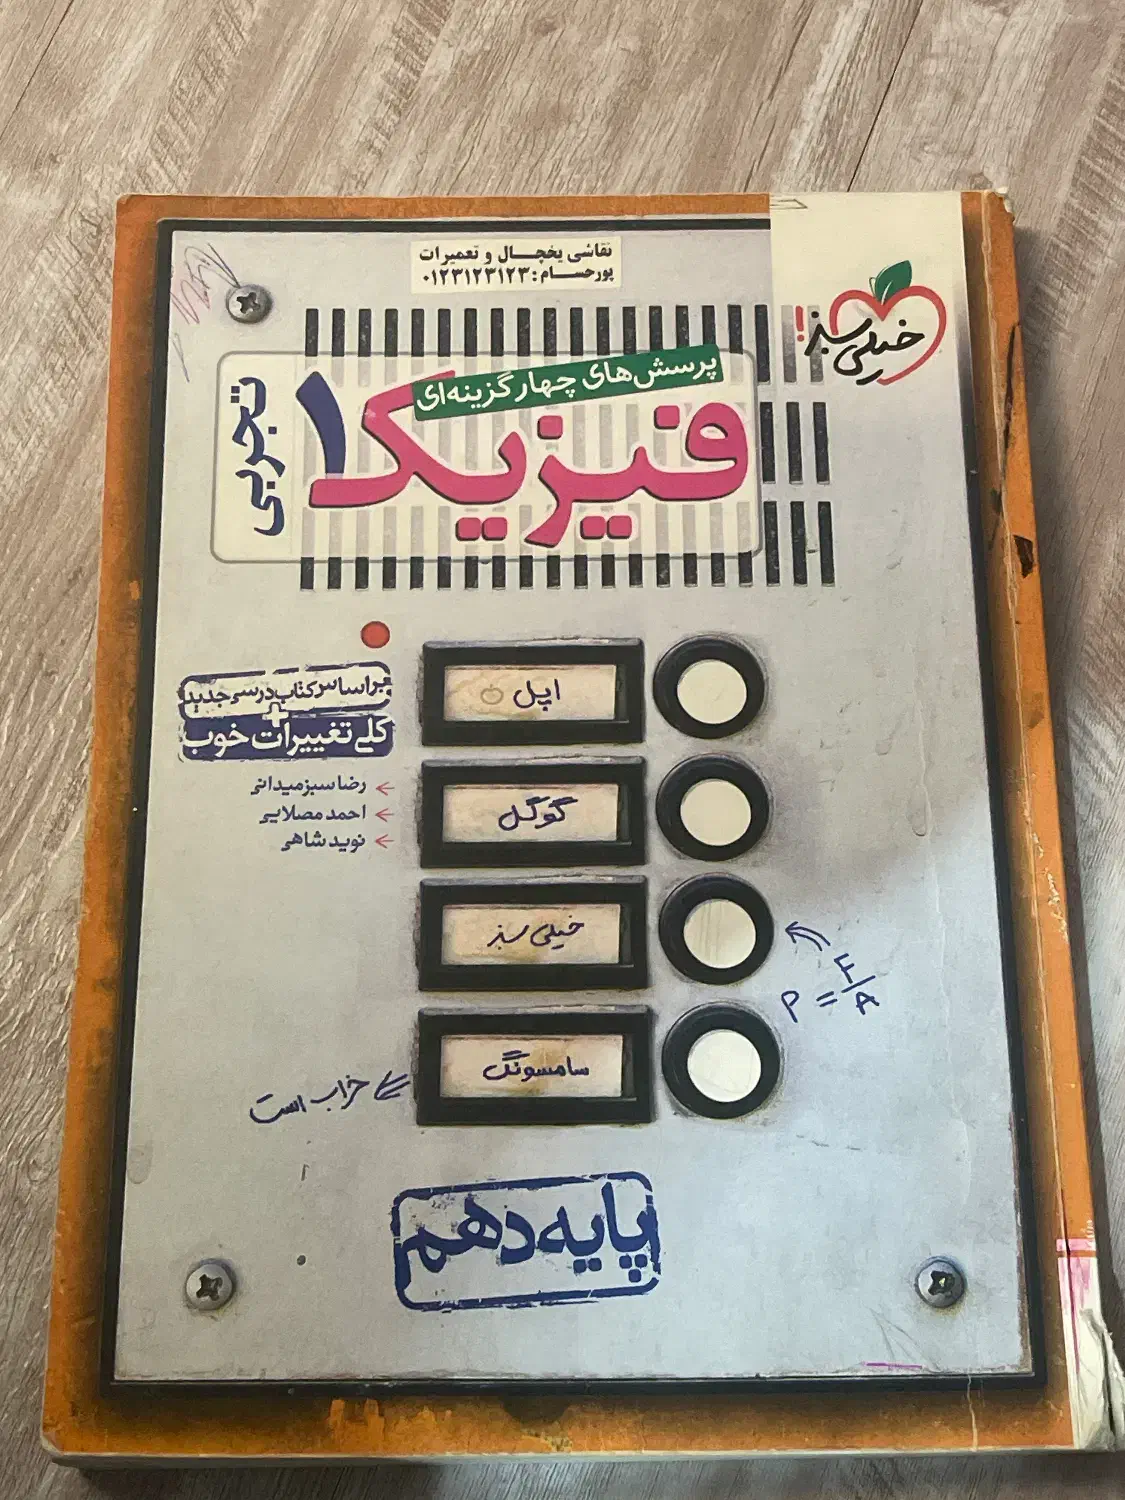 نقاشی یخچال و تعمیرات
پورحسام: ۰۱۲۳۱۲۳۱۲۳
خیلی سبز!
پرسش‌های چهارگزینه‌ای
فیزیک ۱
تجربی
براساس کتاب درسی جدید
+
کلی تغییرات خوب
رضا سبزمیدانی
احمد مصلایی
نوید شاهی
اپل
گوگل
خیلی سبز
P = F/A
سامسونگ
خراب است
پایه دهم